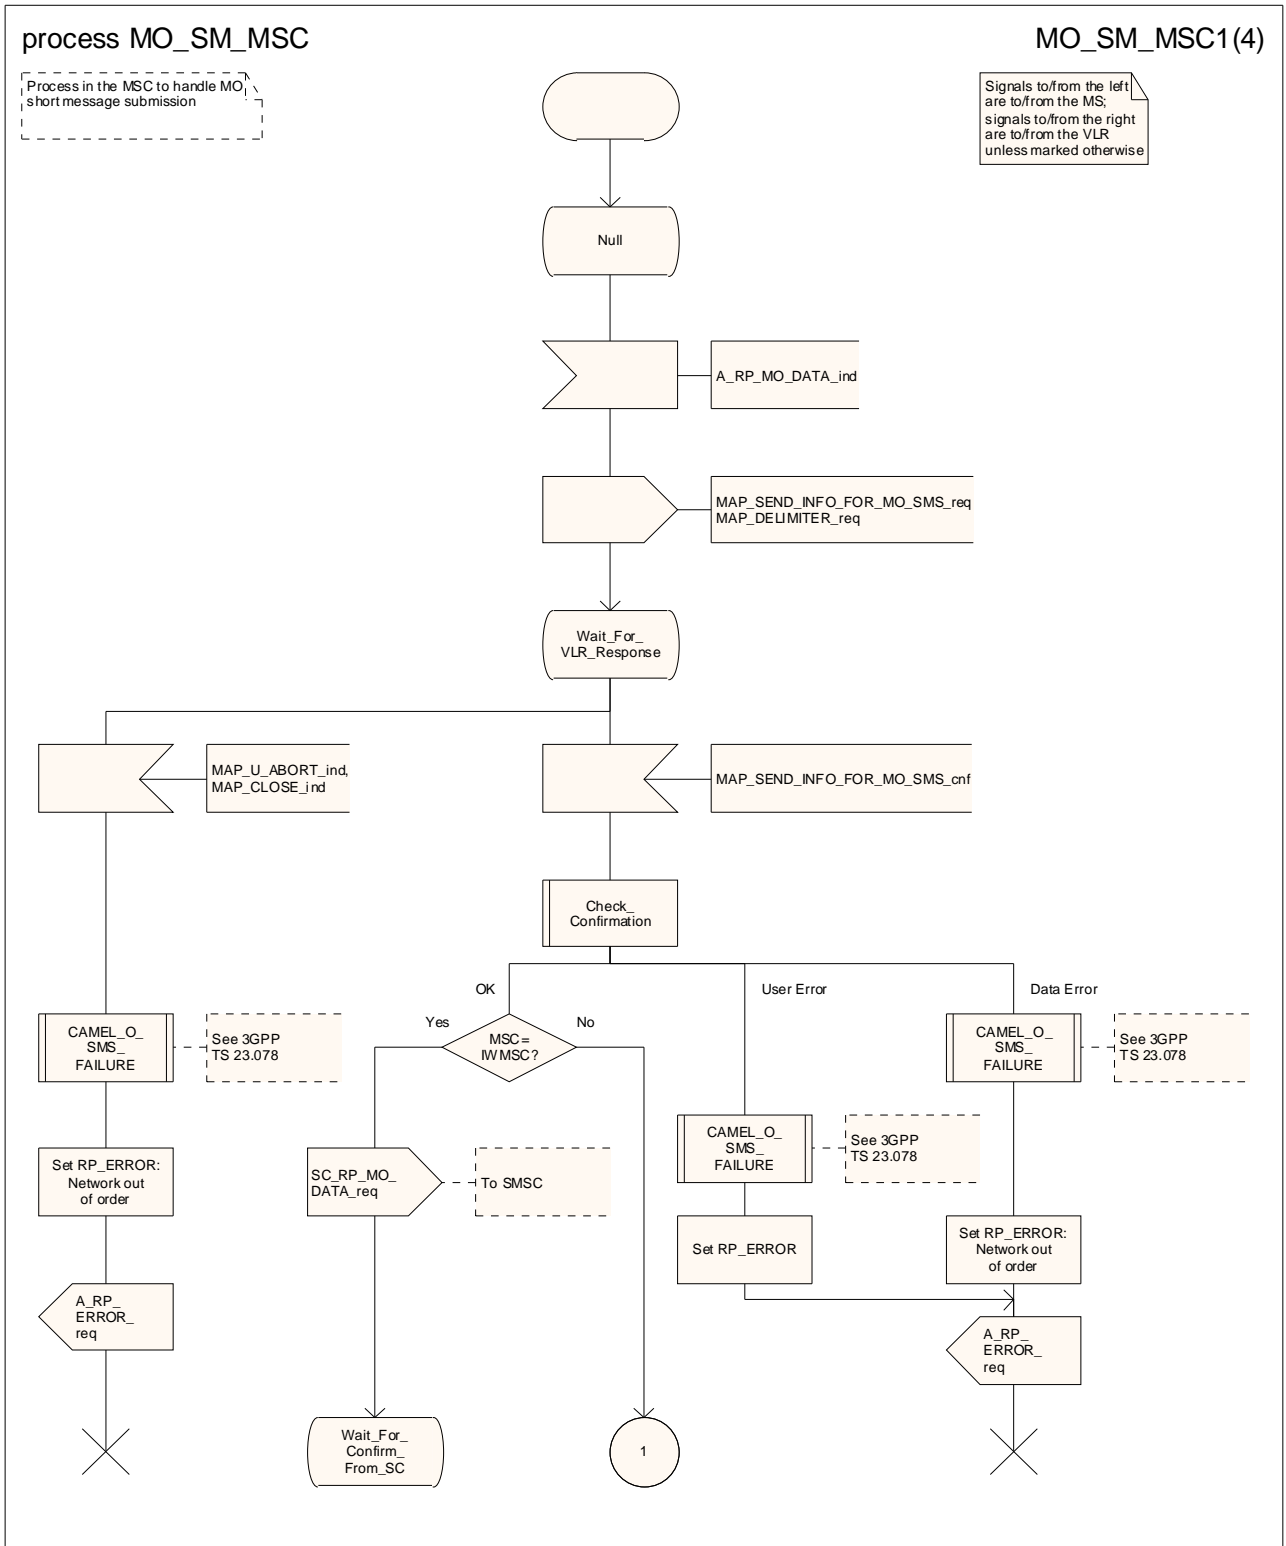 process MO_SM_MSC
MO_SM_MSC1(4)
Process in the MSC to handle MO
short message submission
Signals to/from the left
are to/from the MS;
signals to/from the right
are to/from the VLR
unless marked otherwise
Null
A_RP_MO_DATA_ind
MAP_SEND_INFO_FOR_MO_SMS_req
MAP_DELIMITER_req
Wait_For_
VLR_Response
MAP_U_ABORT_ind,
MAP_CLOSE_ind
MAP_SEND_INFO_FOR_MO_SMS_cnf
Check_
Confirmation
OK
User Error
Data Error
Yes
No
MSC=
IWMSC?
CAMEL_O_
SMS_
FAILURE
See 3GPP
TS 23.078
CAMEL_O_
SMS_
FAILURE
See 3GPP
TS 23.078
CAMEL_O_
SMS_
FAILURE
See 3GPP
TS 23.078
Set RP_ERROR:
Network out
of order
SC_RP_MO_
DATA_req
To SMSC
Set RP_ERROR
Set RP_ERROR:
Network out
of order
A_RP_
ERROR_
req
A_RP_
ERROR_
req
Wait_For_
Confirm_
From_SC
1